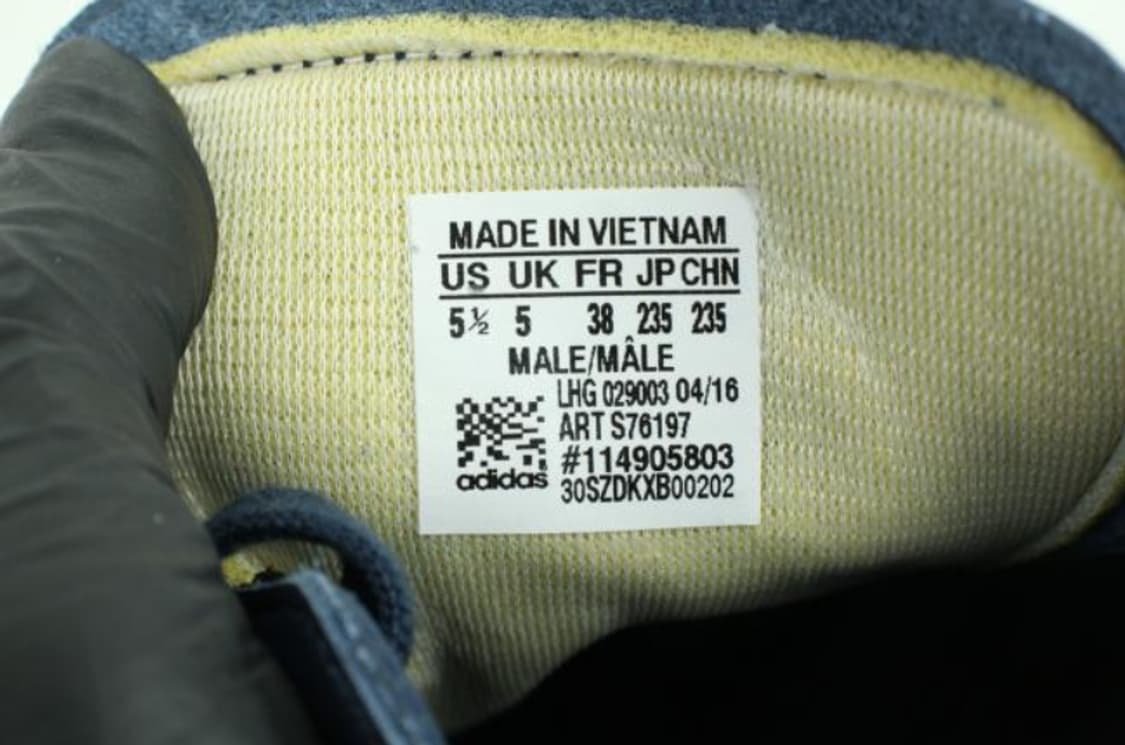 MADE IN VIETNAM
US UK FR JP CHN
5½ 5 38 235 235
MALE/MÂLE
LHG 029003 04/16
ART S76197
#114905803
adidas 30SZDKXB00202